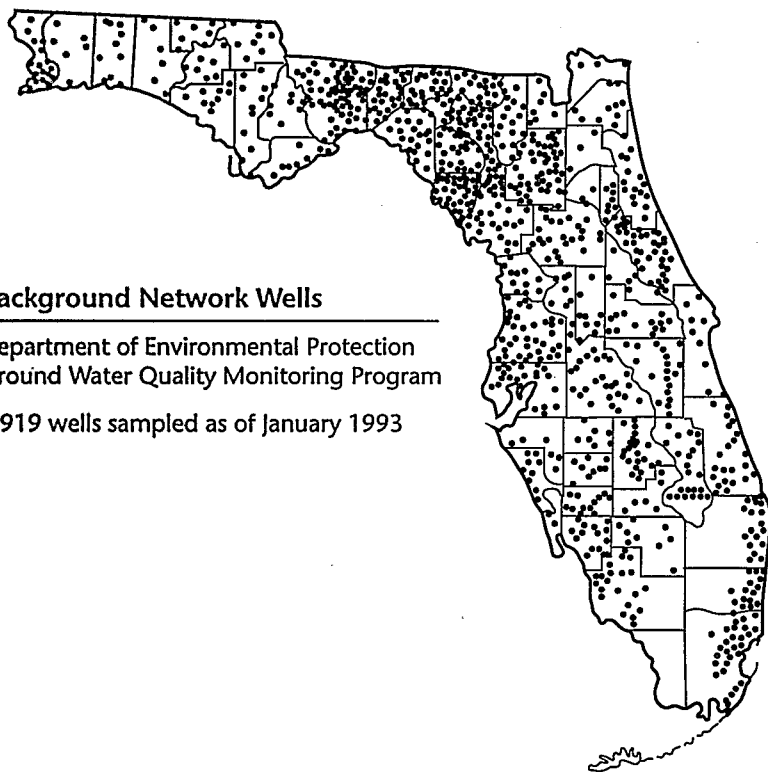 ackground Network Wells
epartment of Environmental Protection
round Water Quality Monitoring Program
919 wells sampled as of January 1993